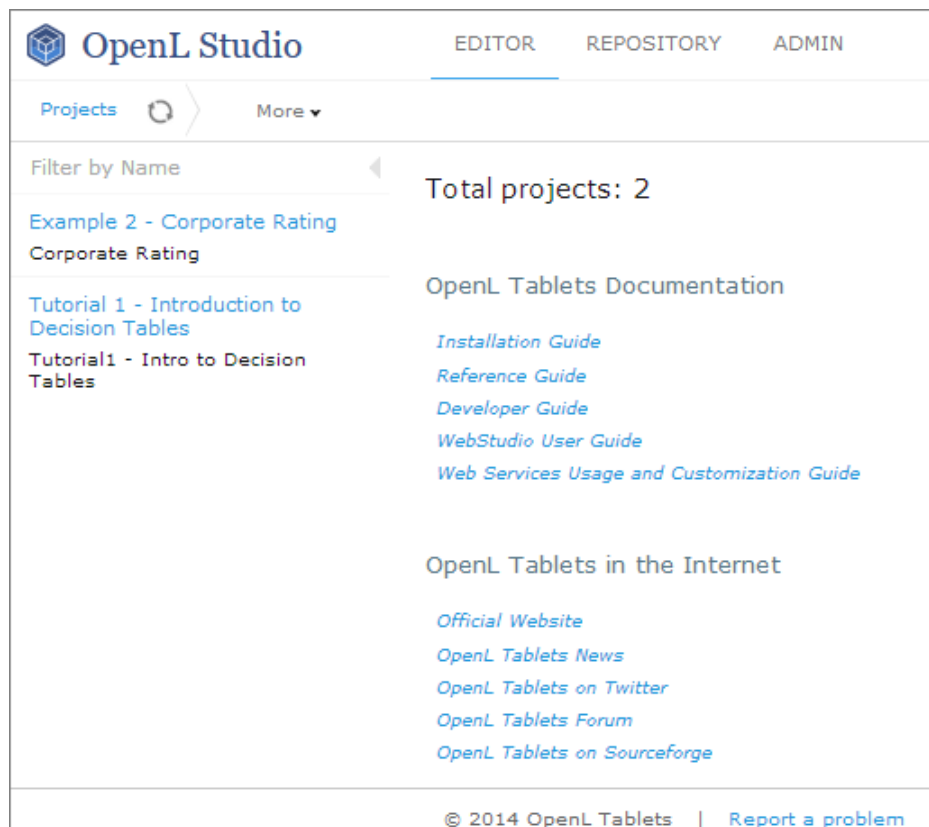 OpenL Studio
EDITOR REPOSITORY ADMIN
Projects More
Filter by Name
Example 2 - Corporate Rating
Corporate Rating
Tutorial 1 - Introduction to
Decision Tables
Tutorial1 - Intro to Decision
Tables
Total projects: 2
OpenL Tablets Documentation
Installation Guide
Reference Guide
Developer Guide
WebStudio User Guide
Web Services Usage and Customization Guide
OpenL Tablets in the Internet
Official Website
OpenL Tablets News
OpenL Tablets on Twitter
OpenL Tablets Forum
OpenL Tablets on Sourceforge
© 2014 OpenL Tablets | Report a problem